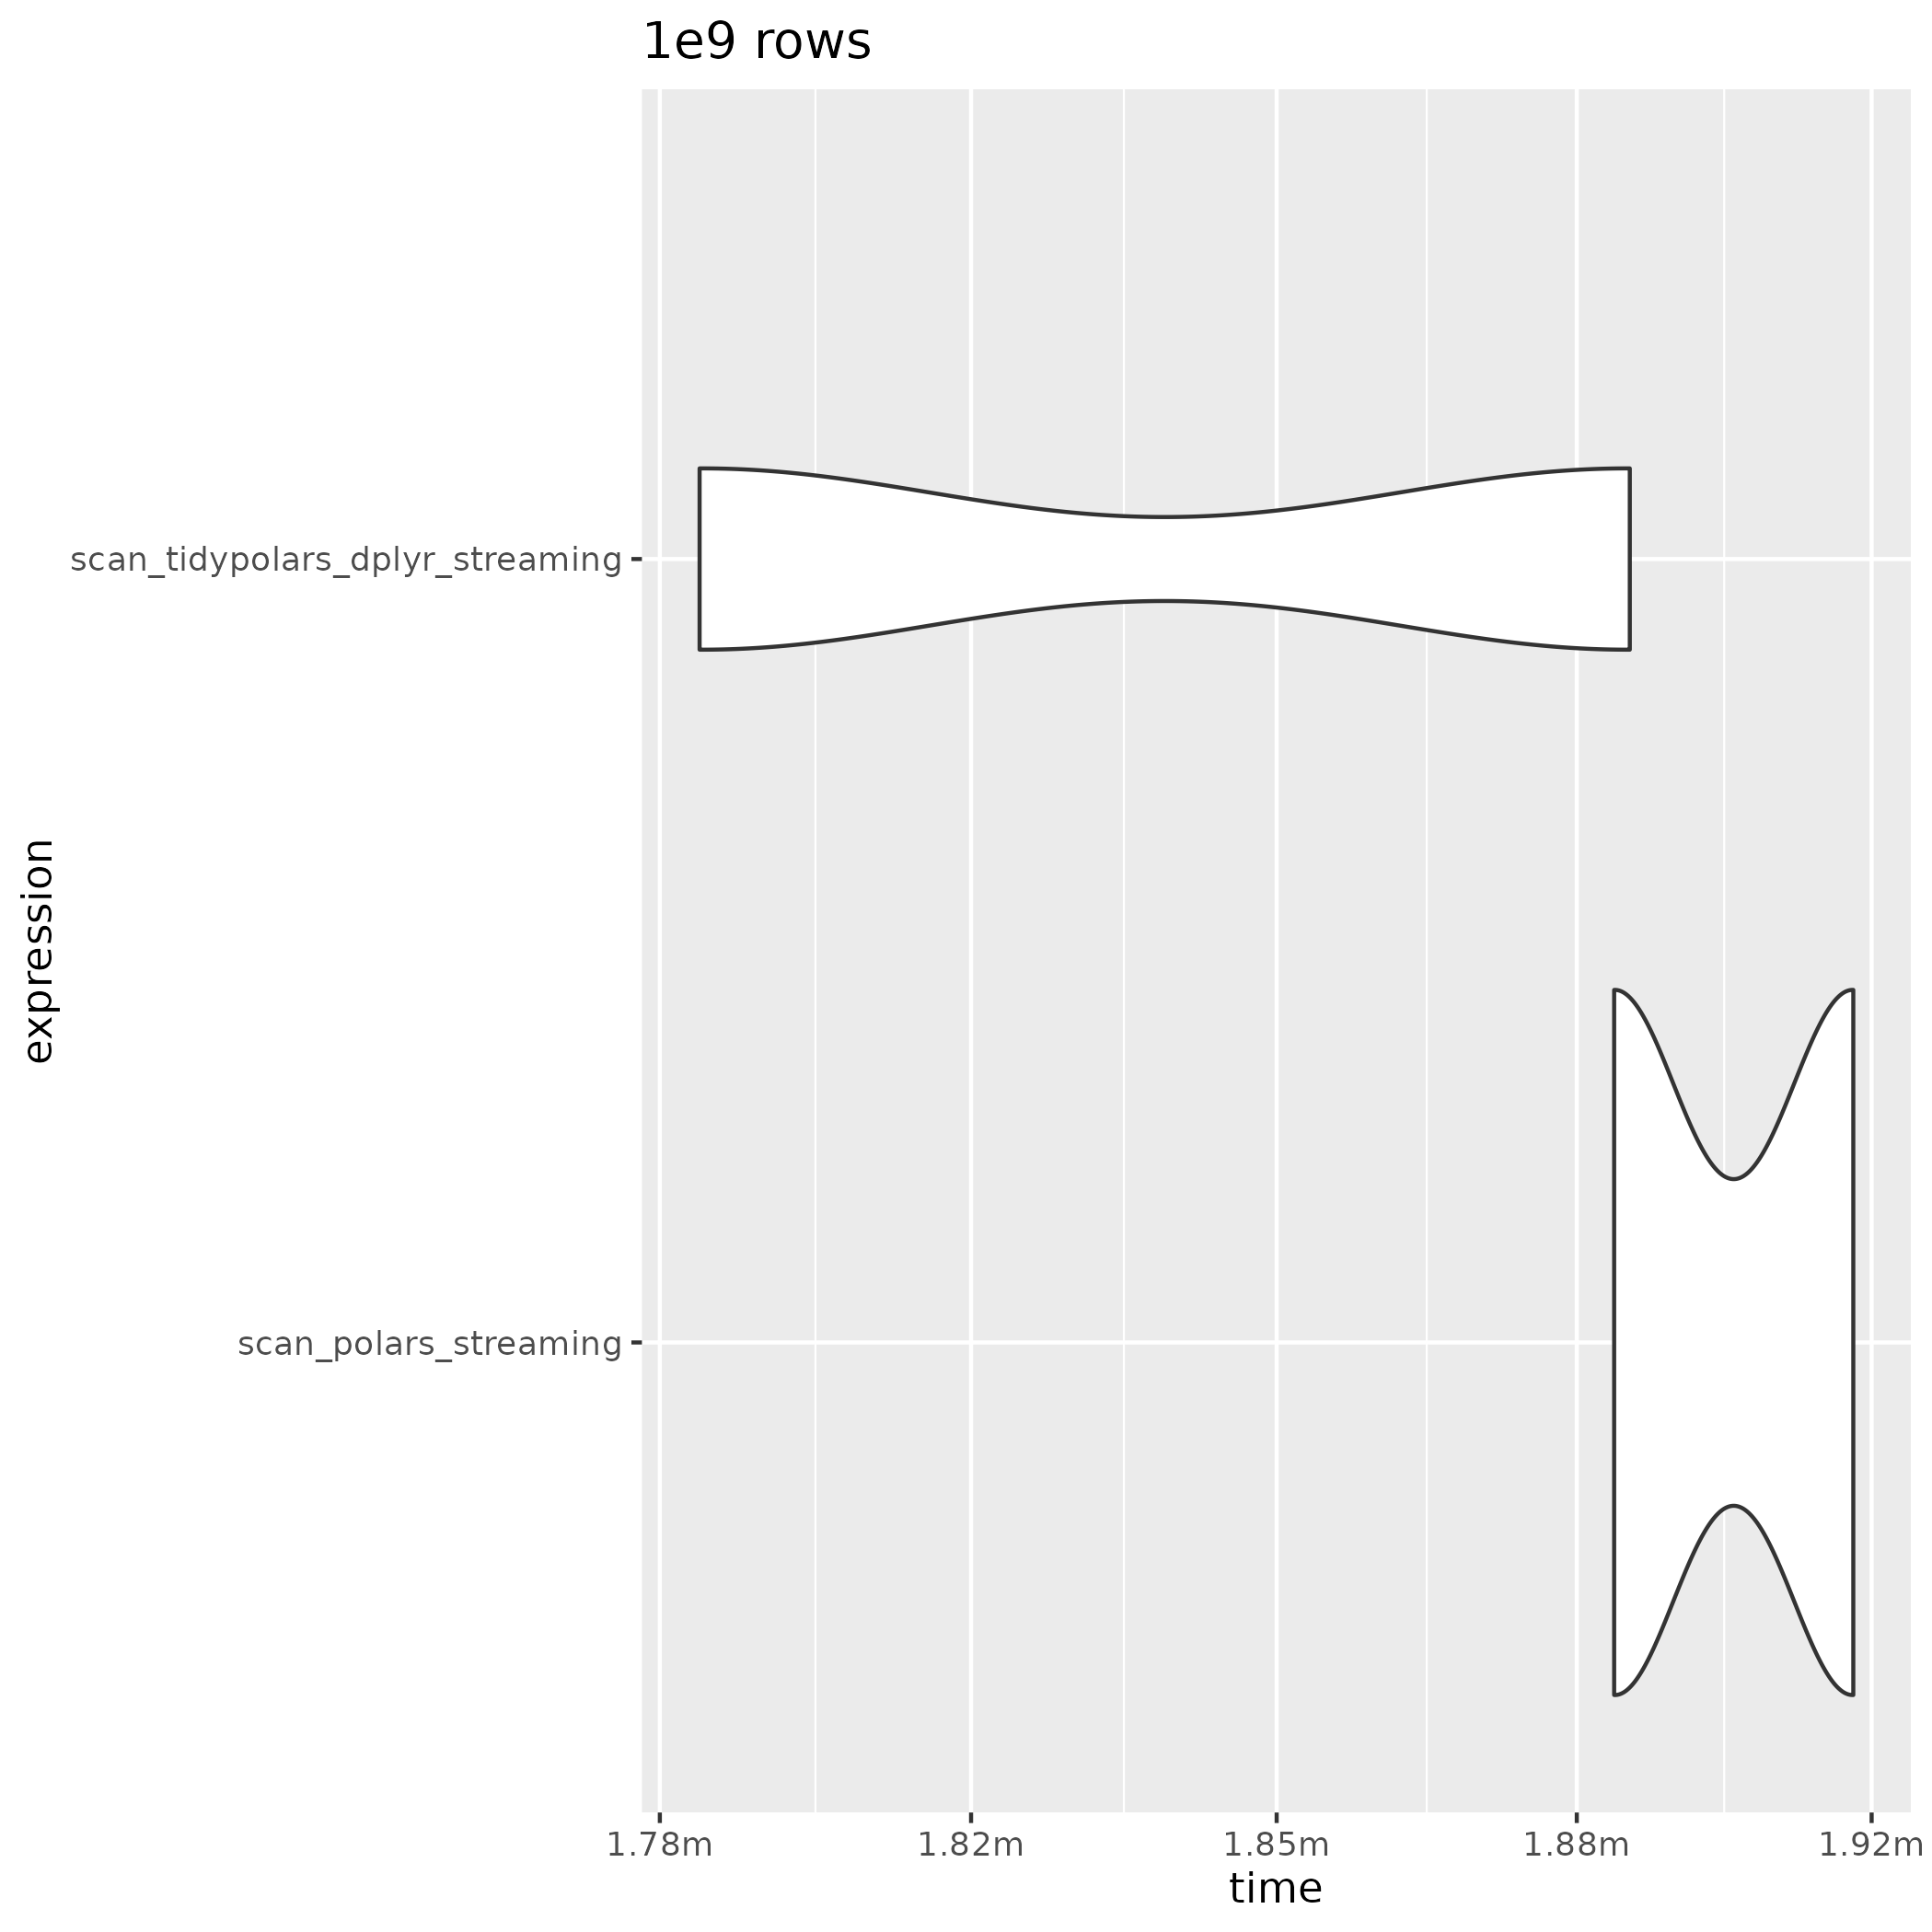 1e9 rows
expression
scan_tidypolars_dplyr_streaming
scan_polars_streaming
1.78m 1.82m 1.85m 1.88m 1.92m
time